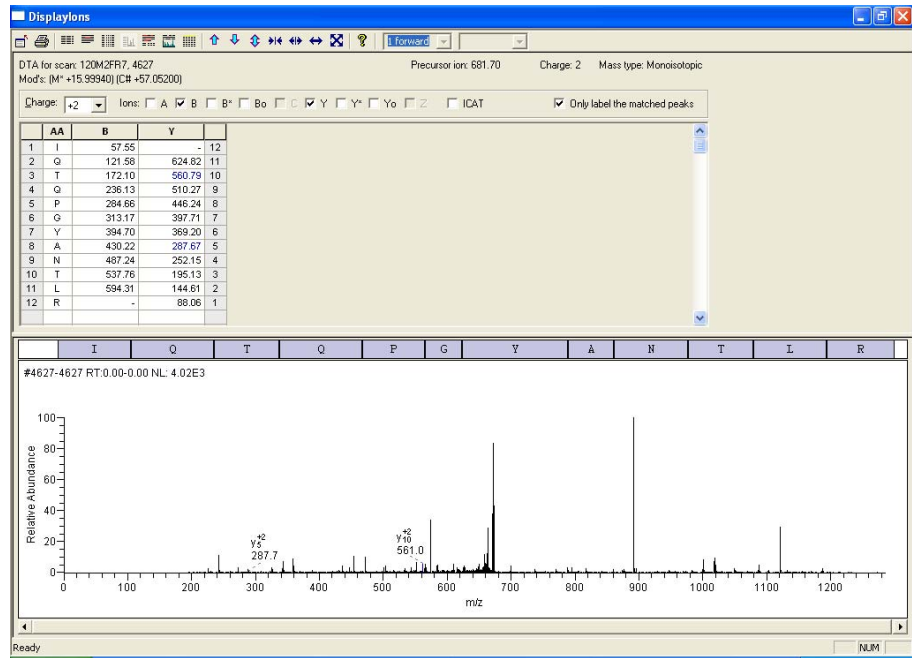 DisplayIons
1 forward
DTA for scan: 120M2FR7, 4627 Precursor ion: 681.70 Charge: 2 Mass type: Monoisotopic
Mod's: (M* +15.99940) (C# +57.05200)
Charge: +2 Ions: A B B* Bo C Y Y* Yo Z ICAT Only label the matched peaks
AA B Y
1 I 57.55 - 12
2 Q 121.58 624.82 11
3 T 172.10 560.79 10
4 Q 236.13 510.27 9
5 P 284.66 446.24 8
6 G 313.17 397.71 7
7 Y 394.70 369.20 6
8 A 430.22 287.67 5
9 N 487.24 252.15 4
10 T 537.76 195.13 3
11 L 594.31 144.61 2
12 R - 88.06 1
I Q T Q P G Y A N T L R
#4627-4627 RT:0.00-0.00 NL: 4.02E3
100
80
60
40
20
0
Relative Abundance
y5 +2
287.7
y10 +2
561.0
0 100 200 300 400 500 600 700 800 900 1000 1100 1200
m/z
Ready NUM